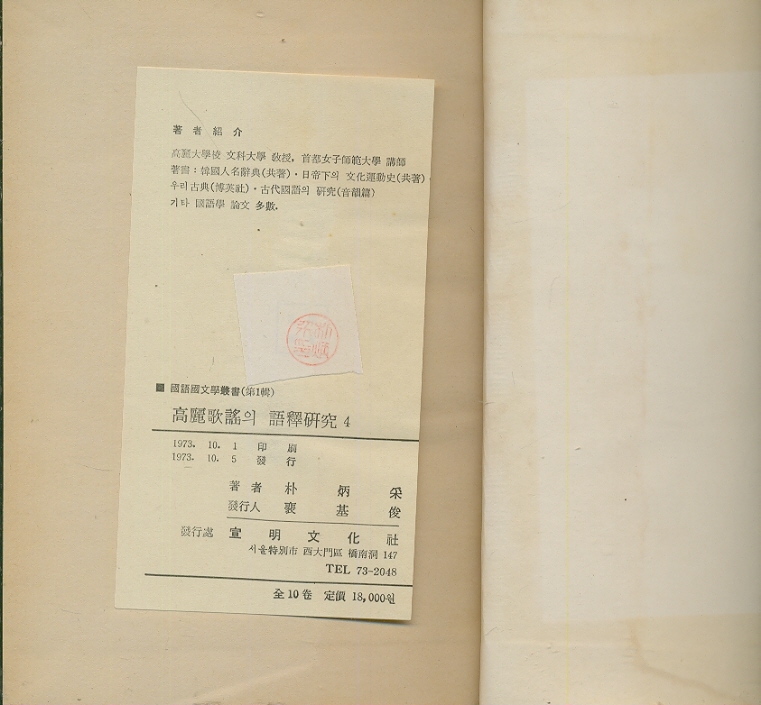 著者紹介
高麗大學校 文科大學 敎授, 首都女子師範大學 講師
著書 : 韓國人名辭典(共著)・日帝下의 文化運動史(共著)・
우리古典(博英社)・古代國語의 硏究(音韻篇)
기타 國語學 論文 多數.
■ 國語國文學叢書(第1輯)
高麗歌謠의 語釋硏究 4
1973. 10. 1 印刷
1973. 10. 5 發行
著者 朴炳采
發行人 裵基俊
發行處 宣明文化社
서울特別市 西大門區 橋南洞 147
TEL 73-2048
全10卷 定價 18,000원